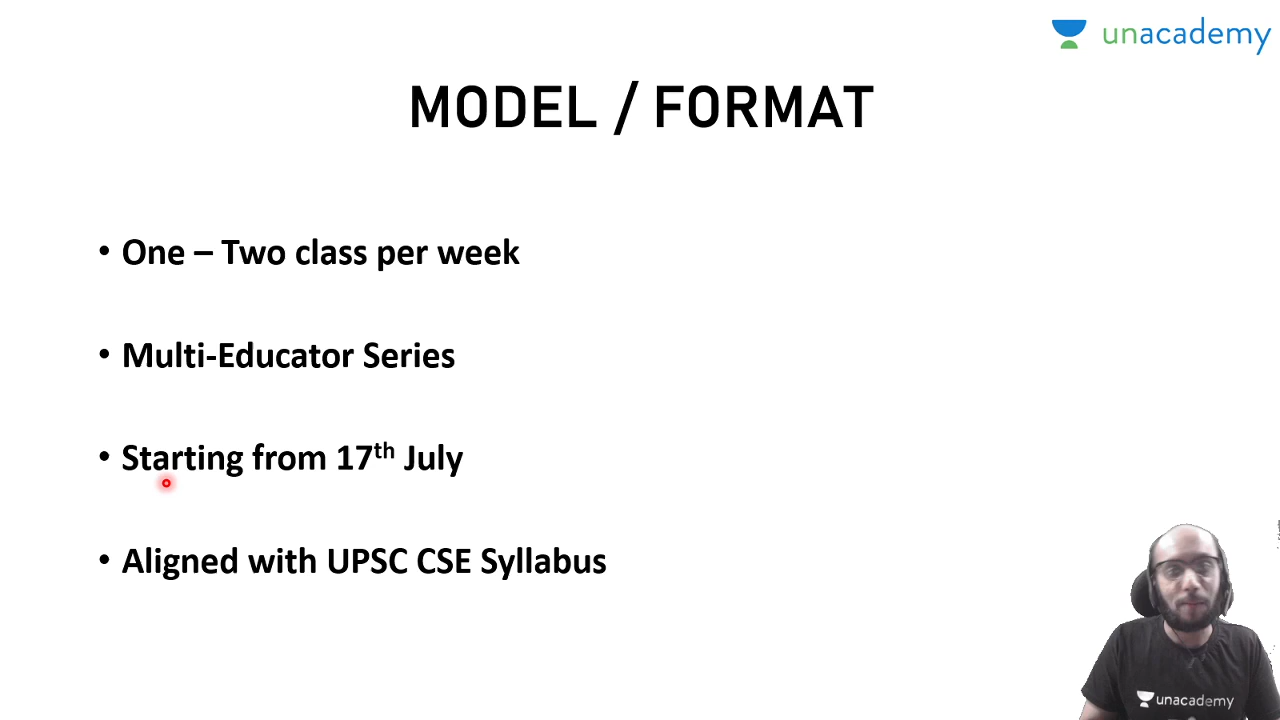 unacademy
MODEL / FORMAT
• One – Two class per week
• Multi-Educator Series
• Starting from 17th July
• Aligned with UPSC CSE Syllabus
unacademy